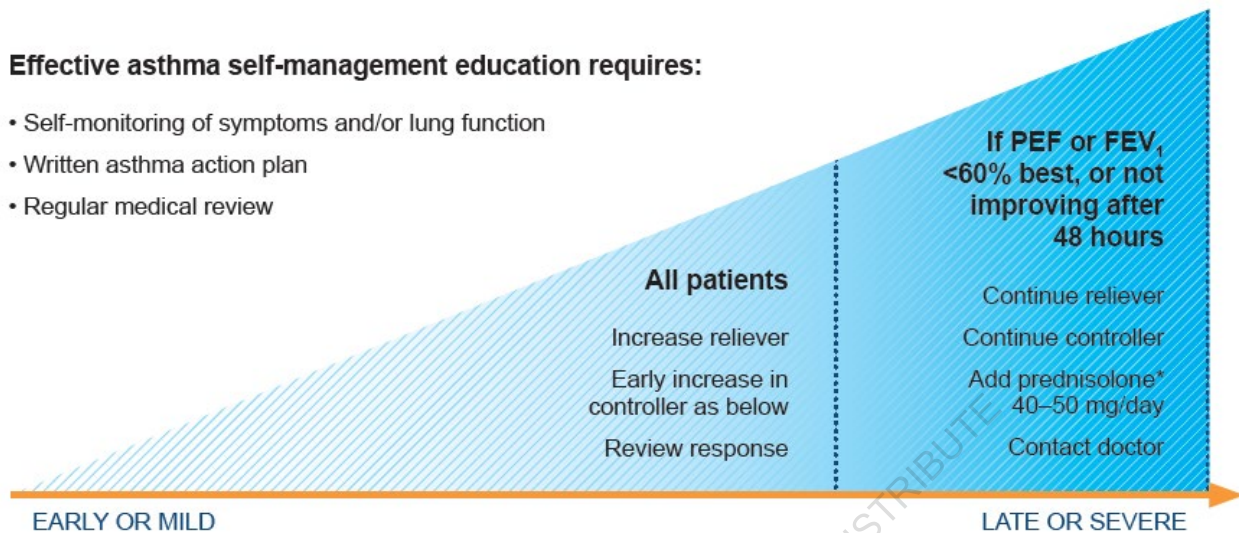 Effective asthma self-management education requires:
• Self-monitoring of symptoms and/or lung function
• Written asthma action plan
• Regular medical review
All patients
Increase reliever
Early increase in
controller as below
Review response
If PEF or FEV₁
<60% best, or not
improving after
48 hours
Continue reliever
Continue controller
Add prednisolone*
40–50 mg/day
Contact doctor
EARLY OR MILD
LATE OR SEVERE